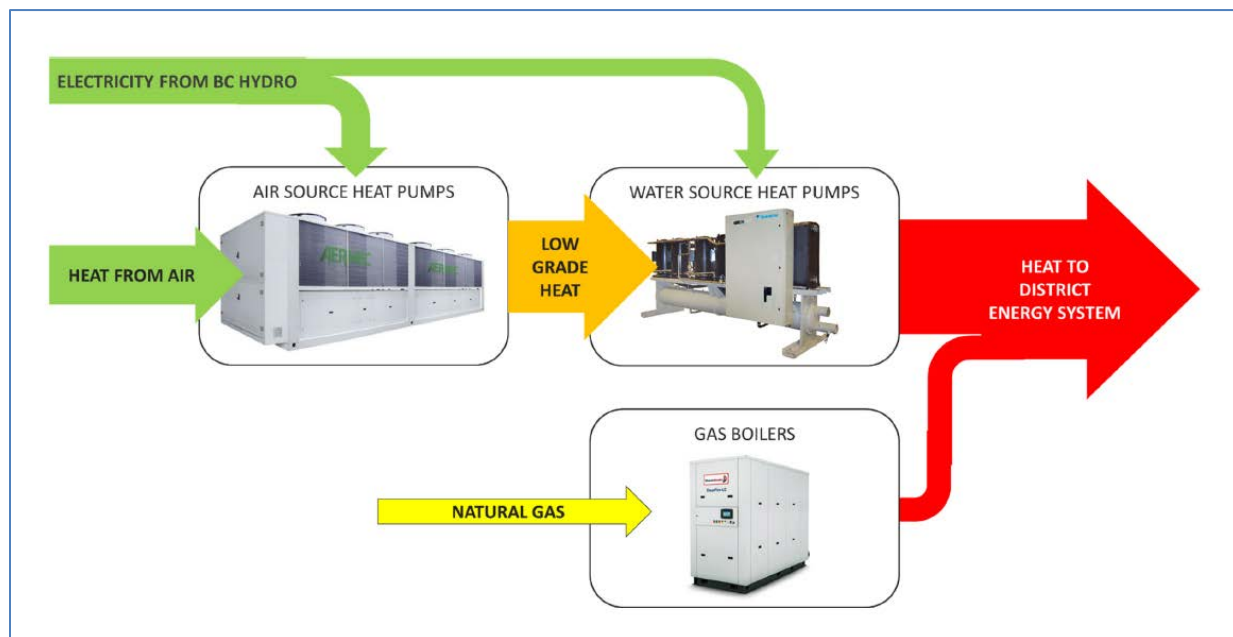 ELECTRICITY FROM BC HYDRO
AIR SOURCE HEAT PUMPS
WATER SOURCE HEAT PUMPS
HEAT FROM AIR
AERMEC
LOW
GRADE
HEAT
HEAT TO
DISTRICT
ENERGY SYSTEM
GAS BOILERS
NATURAL GAS